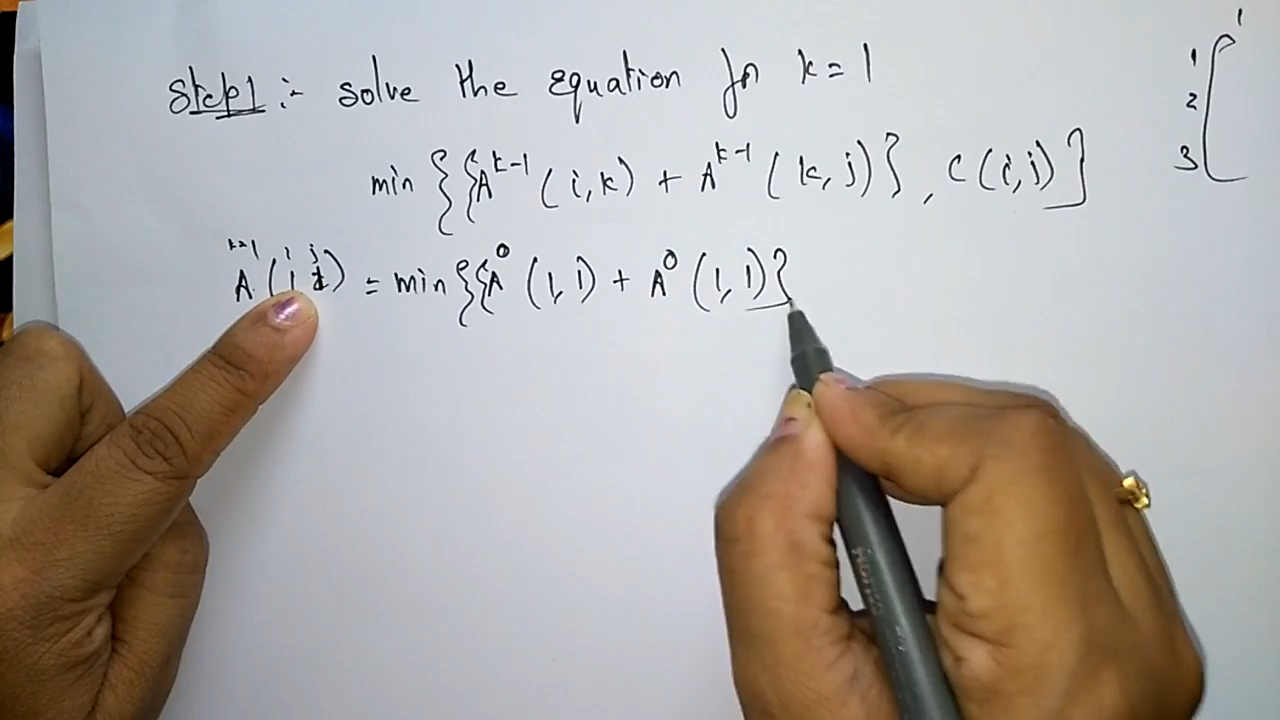 Step1 :- solve the equation for k = 1
min { { A^k-1 (i,k) + A^k-1 (k,j) } , C(i,j) }
k=1 i j
A (1 1) = min { { A^0 (1,1) + A^0 (1,1) }
1
1
2
3